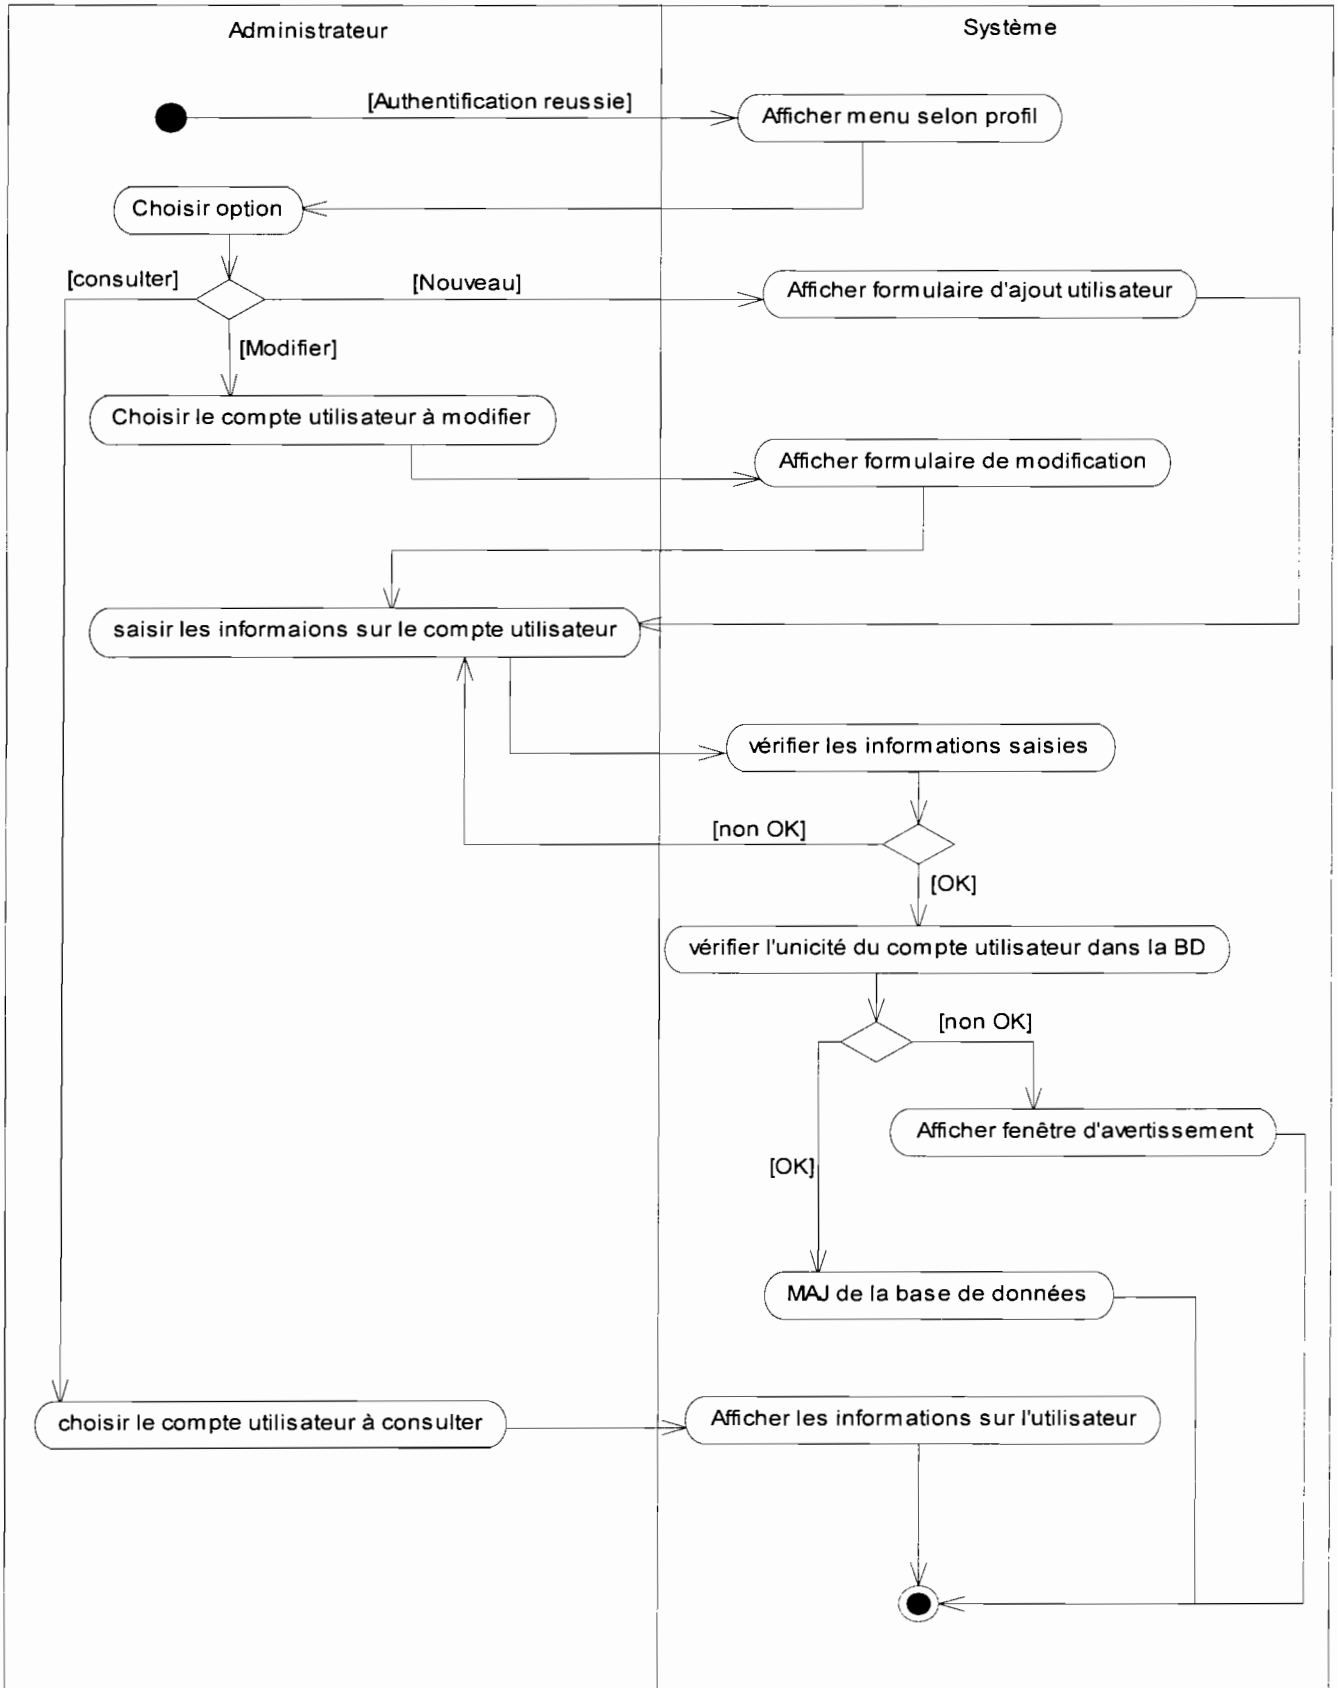 Administrateur
Système
[Authentification reussie]
Afficher menu selon profil
Choisir option
[consulter]
[Nouveau]
Afficher formulaire d'ajout utilisateur
[Modifier]
Choisir le compte utilisateur à modifier
Afficher formulaire de modification
saisir les informaions sur le compte utilisateur
vérifier les informations saisies
[non OK]
[OK]
vérifier l'unicité du compte utilisateur dans la BD
[non OK]
Afficher fenêtre d'avertissement
[OK]
MAJ de la base de données
choisir le compte utilisateur à consulter
Afficher les informations sur l'utilisateur